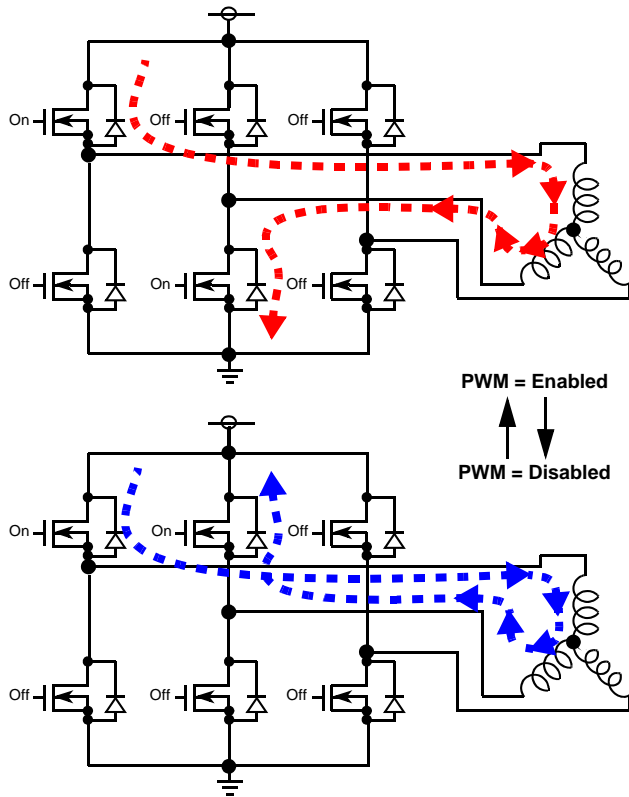 On
Off
Off
Off
On
Off
PWM = Enabled
PWM = Disabled
On
On
Off
Off
Off
Off